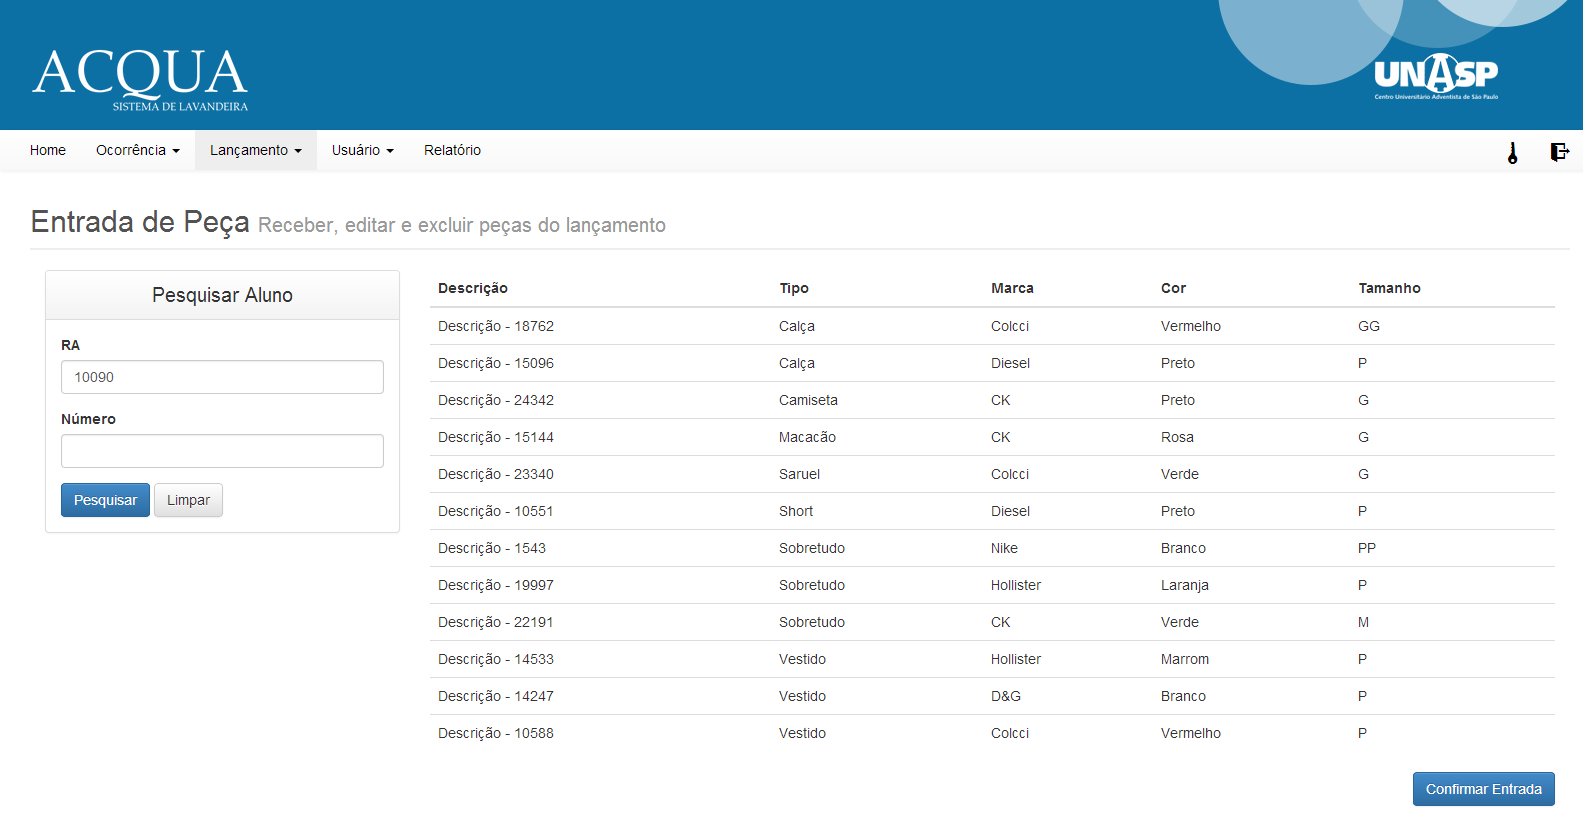 ACQUA
SISTEMA DE LAVANDEIRA
UNASP
Centro Universitário Adventista de São Paulo
Home Ocorrência Lançamento Usuário Relatório
Entrada de Peça Receber, editar e excluir peças do lançamento
Pesquisar Aluno
RA
10090
Número
Pesquisar Limpar
Descrição Tipo Marca Cor Tamanho
Descrição - 18762 Calça Colcci Vermelho GG
Descrição - 15096 Calça Diesel Preto P
Descrição - 24342 Camiseta CK Preto G
Descrição - 15144 Macacão CK Rosa G
Descrição - 23340 Saruel Colcci Verde G
Descrição - 10551 Short Diesel Preto P
Descrição - 1543 Sobretudo Nike Branco PP
Descrição - 19997 Sobretudo Hollister Laranja P
Descrição - 22191 Sobretudo CK Verde M
Descrição - 14533 Vestido Hollister Marrom P
Descrição - 14247 Vestido D&G Branco P
Descrição - 10588 Vestido Colcci Vermelho P
Confirmar Entrada